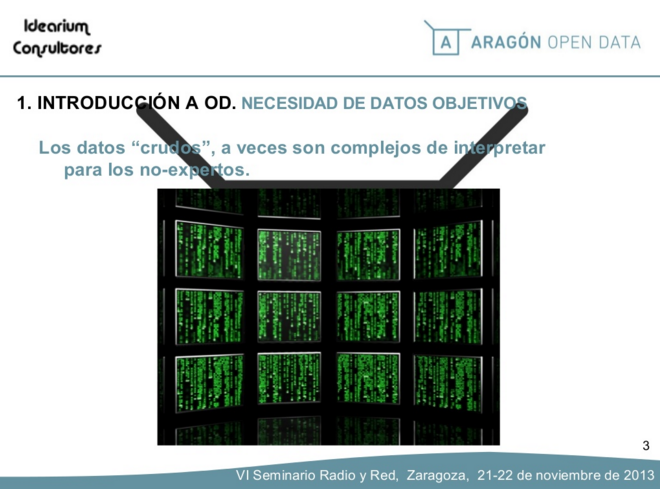 Idearium
Consultores
A ARAGÓN OPEN DATA
1. INTRODUCCIÓN A OD. NECESIDAD DE DATOS OBJETIVOS
Los datos “crudos”, a veces son complejos de interpretar
para los no-expertos.
3
VI Seminario Radio y Red, Zaragoza, 21-22 de noviembre de 2013